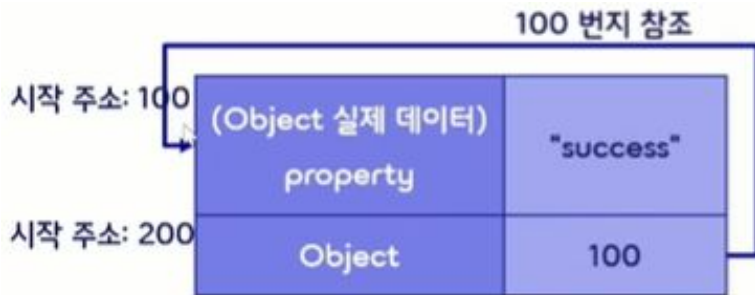 100 번지 참조
시작 주소: 100
(Object 실제 데이터)
property
"success"
시작 주소: 200
Object
100